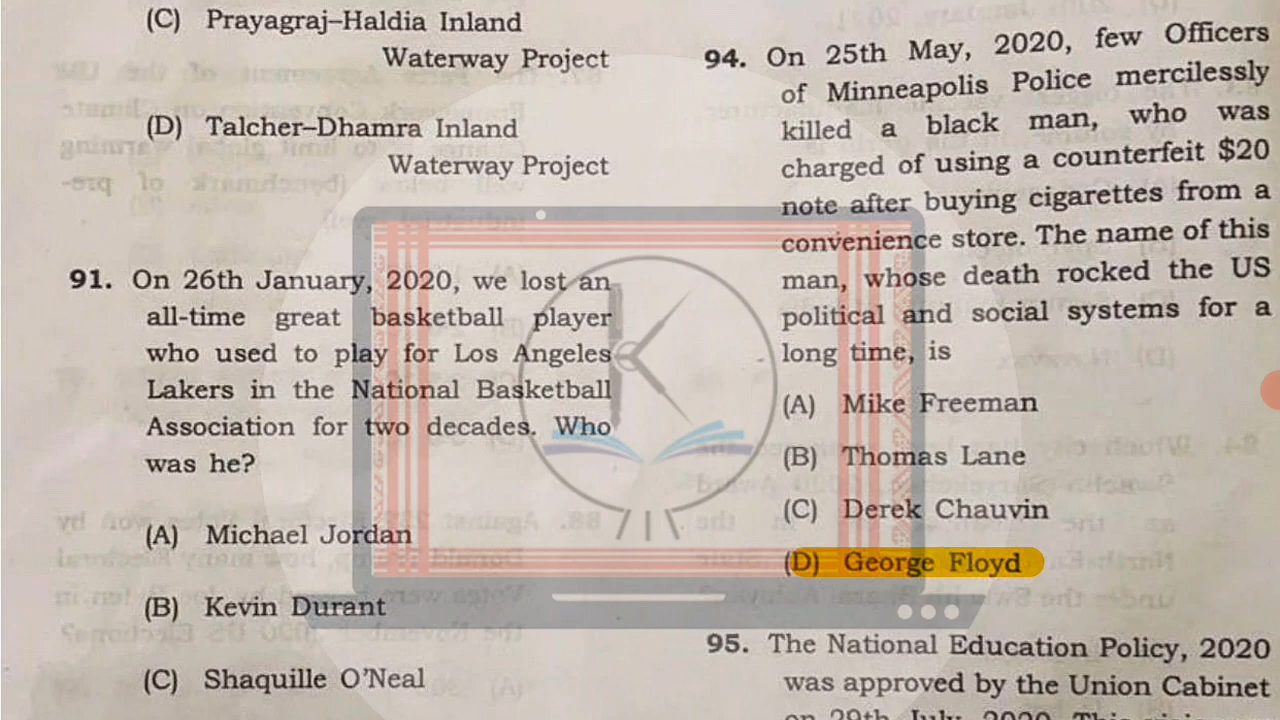 (C) Prayagraj–Haldia Inland
Waterway Project
(D) Talcher–Dhamra Inland
Waterway Project
91. On 26th January, 2020, we lost an
all-time great basketball player
who used to play for Los Angeles
Lakers in the National Basketball
Association for two decades. Who
was he?
(A) Michael Jordan
(B) Kevin Durant
(C) Shaquille O'Neal
94. On 25th May, 2020, few Officers
of Minneapolis Police mercilessly
killed a black man, who was
charged of using a counterfeit $20
note after buying cigarettes from a
convenience store. The name of this
man, whose death rocked the US
political and social systems for a
long time, is
(A) Mike Freeman
(B) Thomas Lane
(C) Derek Chauvin
(D) George Floyd
95. The National Education Policy, 2020
was approved by the Union Cabinet
on 29th July, 2020. This